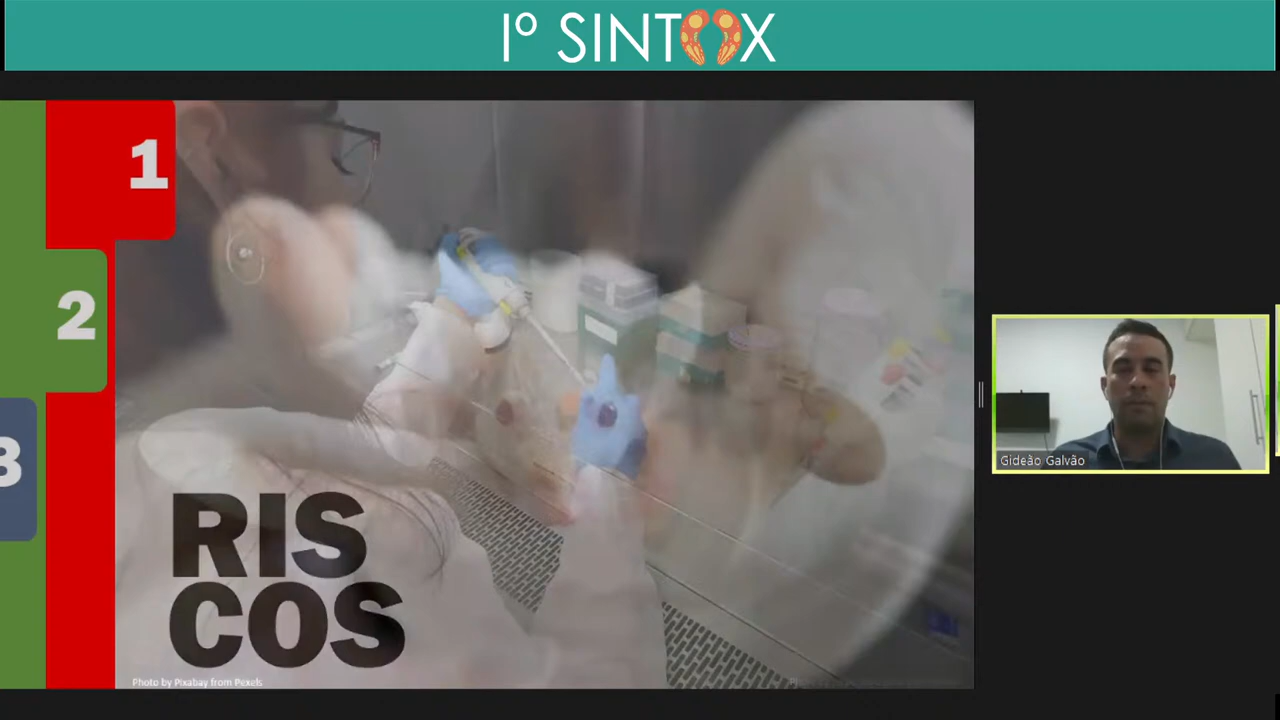 Iº SINTOX
1
2
3
RIS
COS
Photo by Pixabay from Pexels
Gideão Galvão